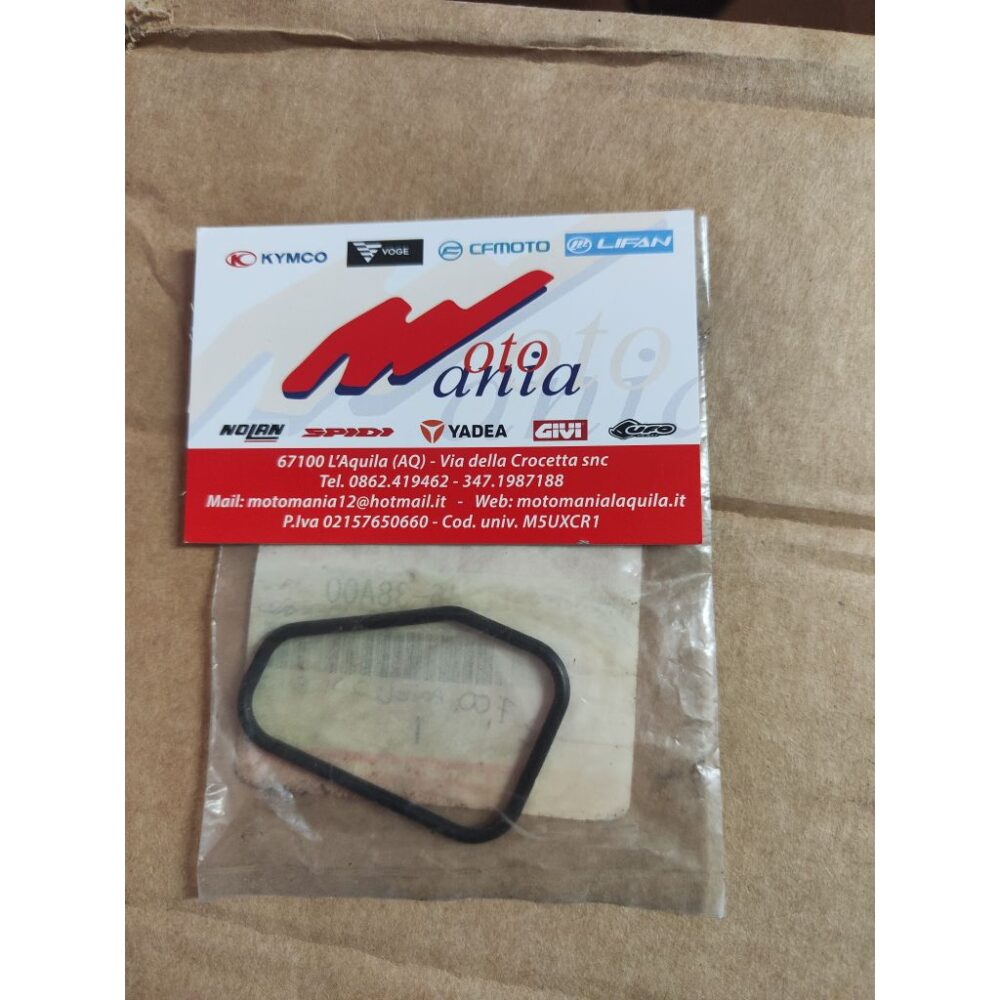 KYMCO VOGE CFMOTO LIFAN
Moto
Mania
NOLAN SPIDI YADEA GIVI UFO
67100 L'Aquila (AQ) - Via della Crocetta snc
Tel. 0862.419462 - 347.1987188
Mail: motomania12@hotmail.it - Web: motomanialaquila.it
P.Iva 02157650660 - Cod. univ. M5UXCR1
38A00